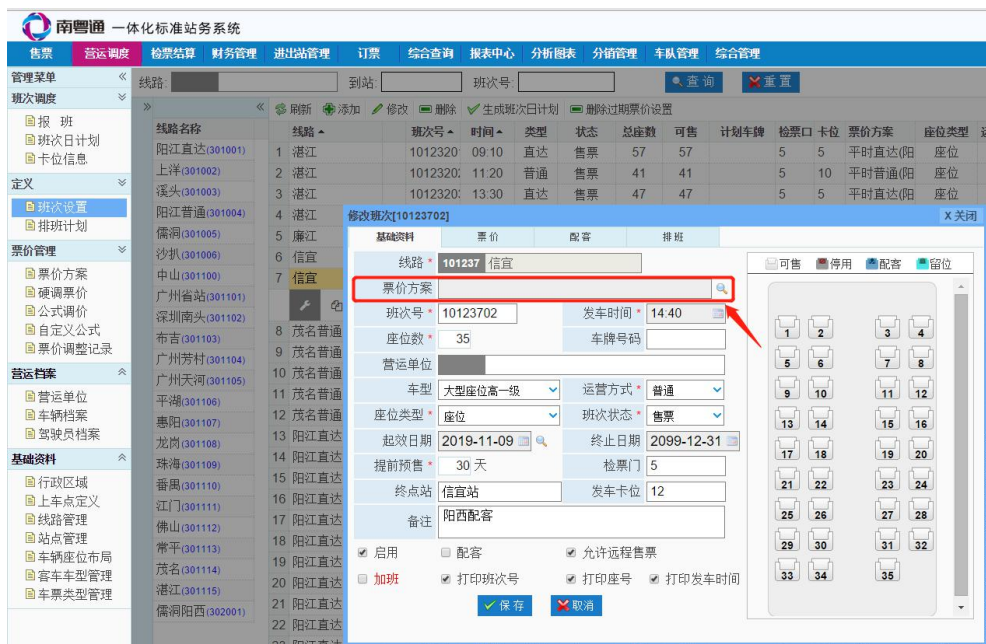 南粤通 一体化标准站务系统
售票 营运调度 检票结算 财务管理 进出站管理 订票 综合查询 报表中心 分析图表 分销管理 车队管理 综合管理
管理菜单
班次调度
报 班
班次日计划
卡位信息
定义
班次设置
排班计划
票价管理
票价方案
硬调票价
公式调价
自定义公式
票价调整记录
营运档案
营运单位
车辆档案
驾驶员档案
基础资料
行政区域
上车点定义
线路管理
站点管理
车辆座位布局
客车车型管理
车票类型管理
线路: 到站: 班次号: 查询 重置
线路名称
阳江直达(301001)
上洋(301002)
溪头(301003)
阳江普通(301004)
儒洞(301005)
沙扒(301006)
中山(301100)
广州省站(301101)
深圳南头(301102)
布吉(301103)
广州芳村(301104)
广州天河(301105)
平湖(301106)
惠阳(301107)
龙岗(301108)
珠海(301109)
番禺(301110)
江门(301111)
佛山(301112)
常平(301113)
茂名(301114)
湛江(301115)
儒洞阳西(302001)
刷新 添加 修改 删除 生成班次日计划 删除过期票价设置
线路 班次号 时间 类型 状态 总座数 可售 计划车牌 检票口 卡位 票价方案 座位类型
1 湛江 1012320 09:10 直达 售票 57 57 5 5 平时直达(阳 座位
2 湛江 1012320 11:20 普通 售票 41 41 5 10 平时普通(阳 座位
3 湛江 1012320 13:30 直达 售票 47 47 5 5 平时直达(阳 座位
4 湛江
5 廉江
6 信宜
7 信宜
8 茂名普通
9 茂名普通
10 茂名普通
11 茂名普通
12 茂名普通
13 阳江直达
14 阳江直达
15 阳江直达
16 阳江直达
17 阳江直达
18 阳江直达
19 阳江直达
20 阳江直达
21 阳江直达
22 阳江直达
修改班次[10123702] X关闭
基础资料 票价 配客 排班
线路* 101237 信宜
票价方案
班次号* 10123702 发车时间* 14:40
座位数* 35 车牌号码
营运单位
车型 大型座位高一级 运营方式* 普通
座位类型* 座位 班次状态* 售票
起效日期 2019-11-09 终止日期 2099-12-31
提前预售* 30 天 检票门 5
终点站 信宜站 发车卡位 12
备注 阳西配客
启用 配客 允许远程售票
加班 打印班次号 打印座号 打印发车时间
保存 取消
可售 停用 配客 留位
1 2 3 4
5 6 7 8
9 10 11 12
13 14 15 16
17 18 19 20
21 22 23 24
25 26 27 28
29 30 31 32
33 34 35